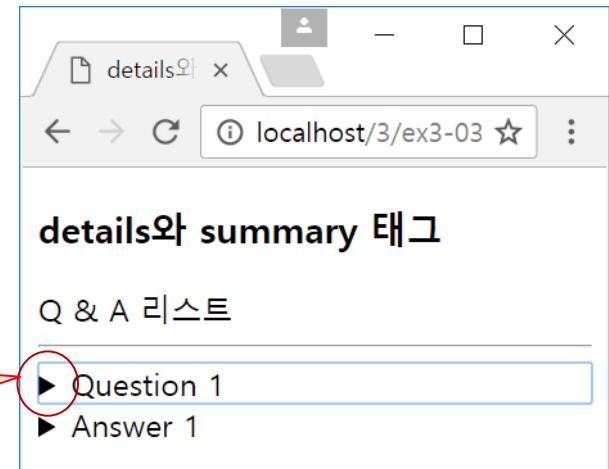 details와
localhost/3/ex3-03
details와 summary 태그
Q & A 리스트
Question 1
Answer 1